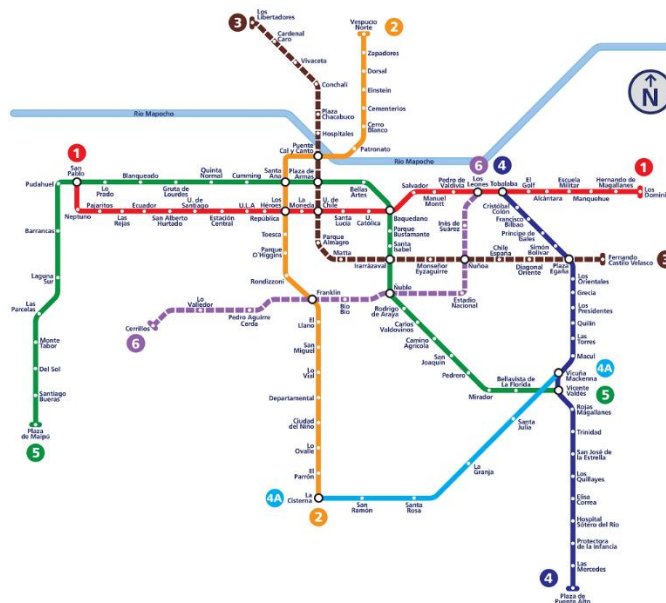 Los
Libertadores
3
Cardenal
Caro
Vivaceta
Conchalí
Plaza
Chacabuco
Hospitales
Vespucio
Norte
2
Zapadores
Dorsal
Einstein
Cementerios
Cerro
Blanco
Patronato
N
Río Mapocho
Río Mapocho
Puente
Cal y Canto
1
San
Pablo
Pudahuel
Lo
Prado
Blanqueado
Gruta de
Lourdes
Quinta
Normal
Cumming
Santa
Ana
Plaza de
Armas
Bellas
Artes
Neptuno
Pajaritos
Las
Rejas
Ecuador
San Alberto
Hurtado
U. de
Santiago
Estación
Central
U.L.A
República
Los
Héroes
La
Moneda
U. de
Chile
Santa
Lucía
U.
Católica
Baquedano
Salvador
Manuel
Montt
Pedro de
Valdivia
6
Los
Leones
4
Tobalaba
El
Golf
Alcántara
Escuela
Militar
Manquehue
Hernando de
Magallanes
1
Los
Domini
Barrancas
Laguna
Sur
Las
Parcelas
Monte
Tabor
Del Sol
Santiago
Bueras
Plaza
de Maipú
5
Toesca
Parque
O'Higgins
Rondizzoni
Parque
Almagro
Matta
Irarrázaval
Parque
Bustamante
Santa
Isabel
Monseñor
Eyzaguirre
Ñuñoa
Inés de
Suárez
Chile
España
Diagonal
Oriente
Simón
Bolívar
Plaza
Egaña
Fernando
Castillo Velasco
3
Cristóbal
Colón
Francisco
Bilbao
Príncipe de
Gales
Los
Orientales
Grecia
Los
Presidentes
Quilín
Las
Torres
Macul
4A
Vicuña
Mackenna
Vicente
Valdés
5
Cerrillos
6
Lo
Valledor
Pedro Aguirre
Cerda
Franklin
Bio
Bío
Ñuble
Estadio
Nacional
Rodrigo
de Araya
Carlos
Valdovinos
Camino
Agrícola
San
Joaquín
Pedrero
Mirador
Bellavista de
La Florida
El
Llano
San
Miguel
Lo
Vial
Departamental
Ciudad
del Niño
Lo
Ovalle
El
Parrón
4A
La
Cisterna
2
San
Ramón
Santa
Rosa
La
Granja
Santa
Julia
Rojas
Magallanes
Trinidad
San José de
la Estrella
Los
Quillayes
Elisa
Correa
Hospital
Sótero del Río
Protectora
de la Infancia
Las
Mercedes
4
Plaza de
Puente Alto